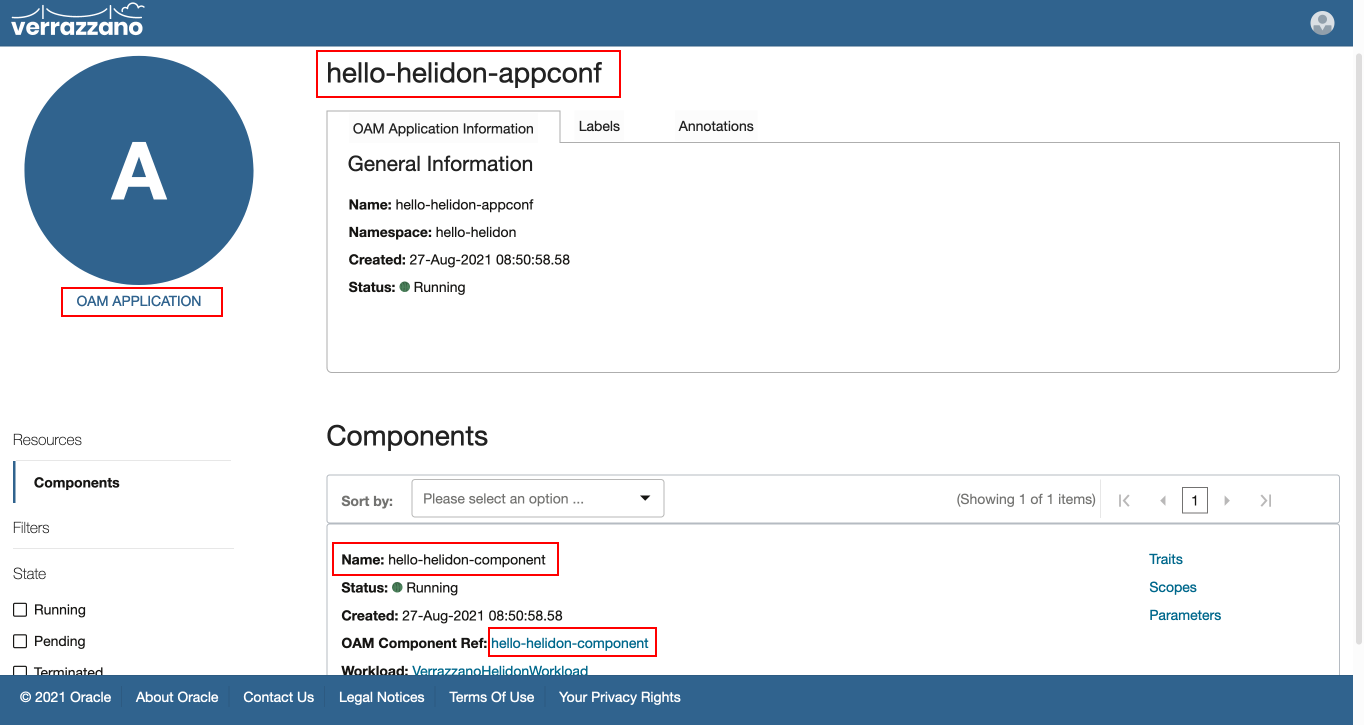 verrazzano
A
OAM APPLICATION
hello-helidon-appconf
OAM Application Information
Labels
Annotations
General Information
Name: hello-helidon-appconf
Namespace: hello-helidon
Created: 27-Aug-2021 08:50:58.58
Status: Running
Resources
Components
Filters
State
Running
Pending
Terminated
Components
Sort by: Please select an option ... (Showing 1 of 1 items) 1
Name: hello-helidon-component
Status: Running
Created: 27-Aug-2021 08:50:58.58
OAM Component Ref: hello-helidon-component
Workload: VerrazzanoHelidonWorkload
Traits
Scopes
Parameters
© 2021 Oracle About Oracle Contact Us Legal Notices Terms Of Use Your Privacy Rights